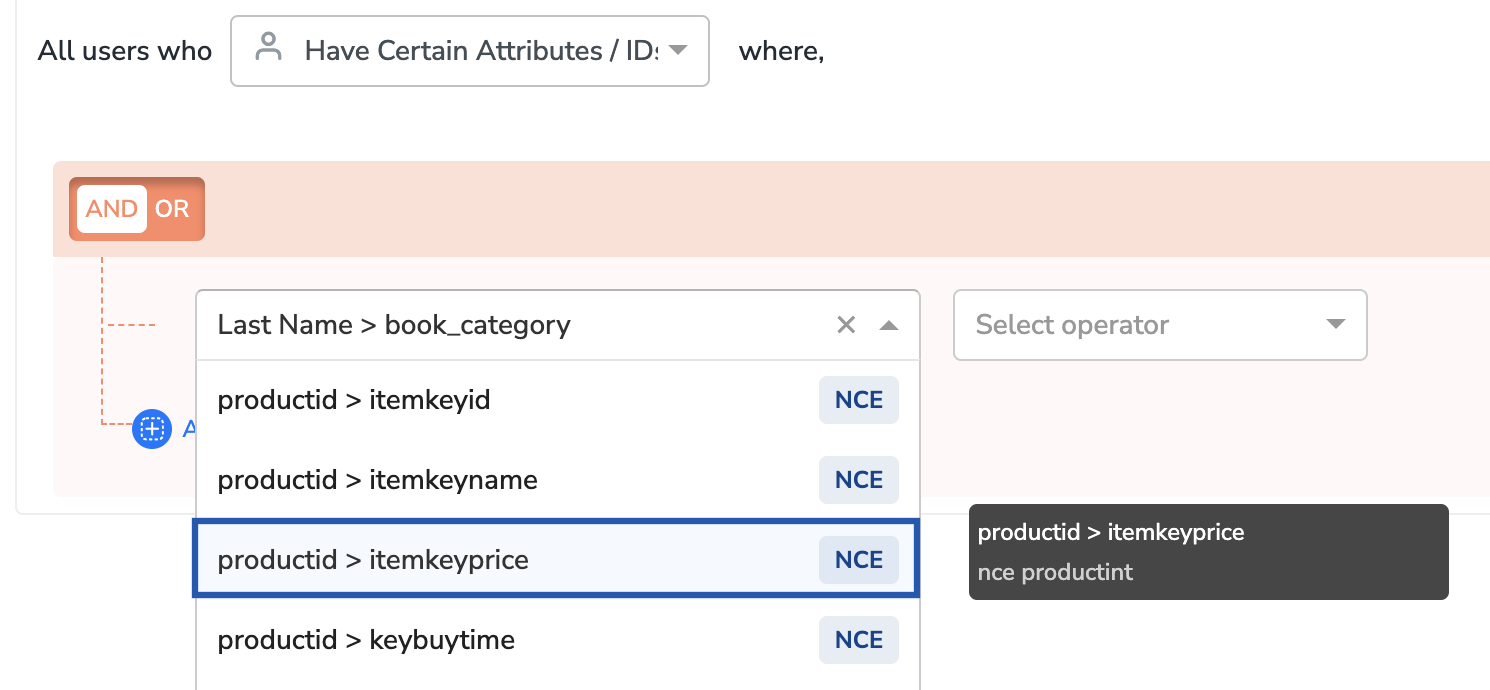 All users who Have Certain Attributes / IDs where,
AND OR
Last Name > book_category Select operator
productid > itemkeyid NCE
A
productid > itemkeyname NCE
productid > itemkeyprice NCE
productid > itemkeyprice
nce productint
productid > keybuytime NCE